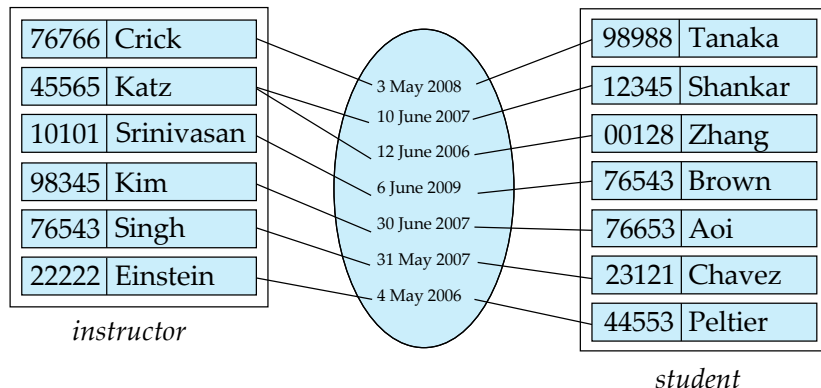 76766 Crick
45565 Katz
10101 Srinivasan
98345 Kim
76543 Singh
22222 Einstein
instructor
3 May 2008
10 June 2007
12 June 2006
6 June 2009
30 June 2007
31 May 2007
4 May 2006
98988 Tanaka
12345 Shankar
00128 Zhang
76543 Brown
76653 Aoi
23121 Chavez
44553 Peltier
student